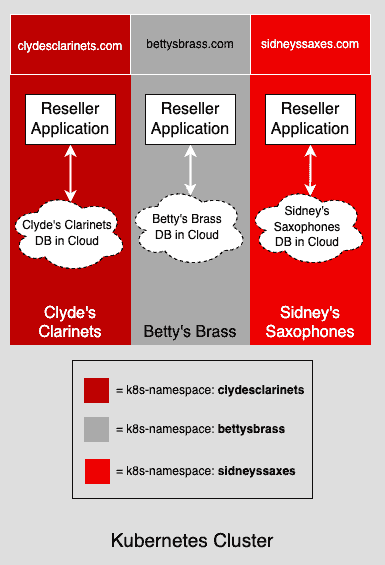 clydesclarinets.com
bettysbrass.com
sidneyssaxes.com
Reseller
Application
Reseller
Application
Reseller
Application
Clyde's Clarinets
DB in Cloud
Betty's Brass
DB in Cloud
Sidney's
Saxophones
DB in Cloud
Clyde's
Clarinets
Betty's Brass
Sidney's
Saxophones
= k8s-namespace: clydesclarinets
= k8s-namespace: bettysbrass
= k8s-namespace: sidneyssaxes
Kubernetes Cluster